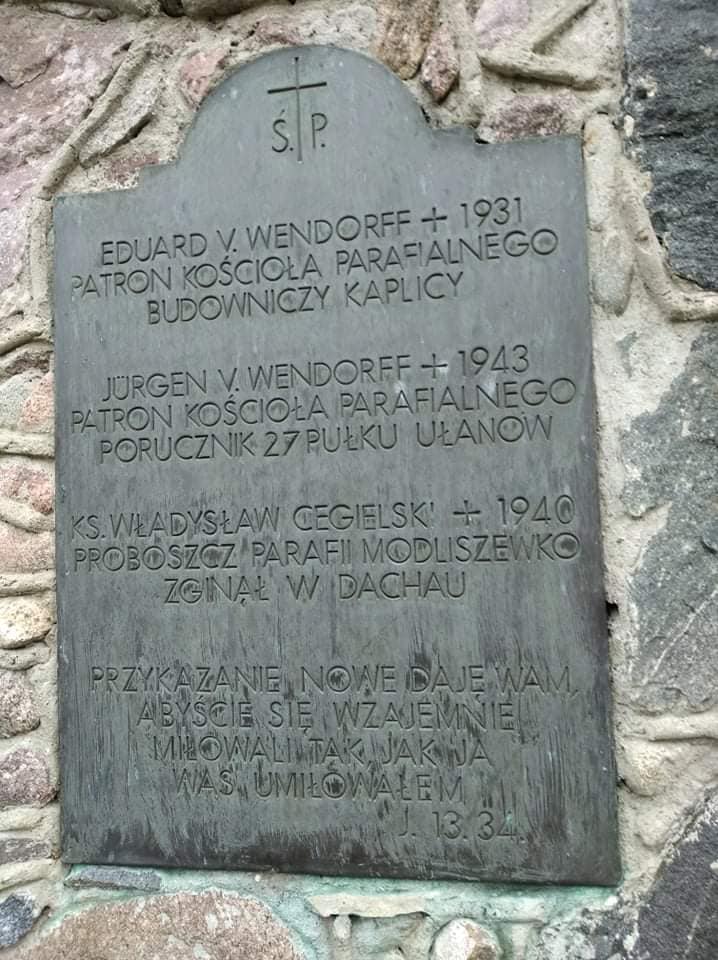 Ś. P.
EDUARD V. WENDORFF + 1931
PATRON KOŚCIOŁA PARAFIALNEGO
BUDOWNICZY KAPLICY
JÜRGEN V. WENDORFF + 1943
PATRON KOŚCIOŁA PARAFIALNEGO
PORUCZNIK 27 PUŁKU UŁANÓW
KS. WŁADYSŁAW CEGIELSKI + 1940
PROBOSZCZ PARAFII MODLISZEWKO
ZGINĄŁ W DACHAU
PRZYKAZANIE NOWE DAJĘ WAM,
ABYŚCIE SIĘ WZAJEMNIE
MIŁOWALI TAK, JAK JA
WAS UMIŁOWAŁEM
J. 13. 34.